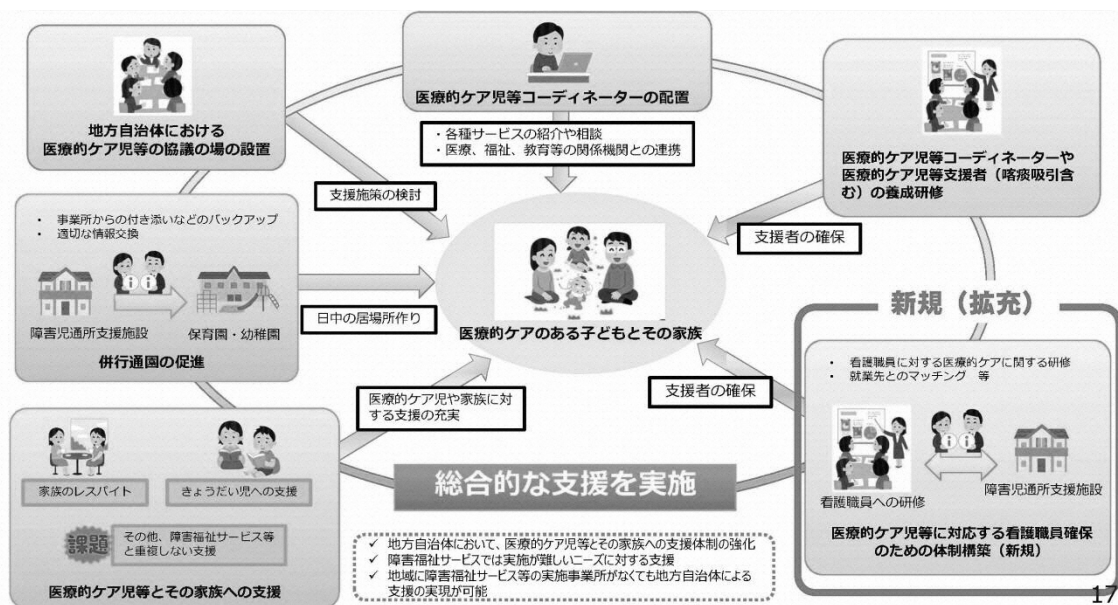 地方自治体における
医療的ケア児等の協議の場の設置
医療的ケア児等コーディネーターの配置
・各種サービスの紹介や相談
・医療、福祉、教育等の関係機関との連携
医療的ケア児等コーディネーターや
医療的ケア児等支援者（喀痰吸引含
む）の養成研修
支援施策の検討
支援者の確保
• 事業所からの付き添いなどのバックアップ
• 適切な情報交換
障害児通所支援施設
保育園・幼稚園
併行通園の促進
日中の居場所作り
医療的ケアのある子どもとその家族
新規（拡充）
• 看護職員に対する医療的ケアに関する研修
• 就業先とのマッチング 等
看護職員への研修
障害児通所支援施設
医療的ケア児等に対応する看護職員確保
のための体制構築（新規）
支援者の確保
医療的ケア児や家族に対
する支援の充実
家族のレスパイト
きょうだい児への支援
課題
その他、障害福祉サービス等
と重複しない支援
医療的ケア児等とその家族への支援
総合的な支援を実施
✓ 地方自治体において、医療的ケア児等とその家族への支援体制の強化
✓ 障害福祉サービスでは実施が難しいニーズに対する支援
✓ 地域に障害福祉サービス等の実施事業所がなくても地方自治体による
支援の実現が可能
17